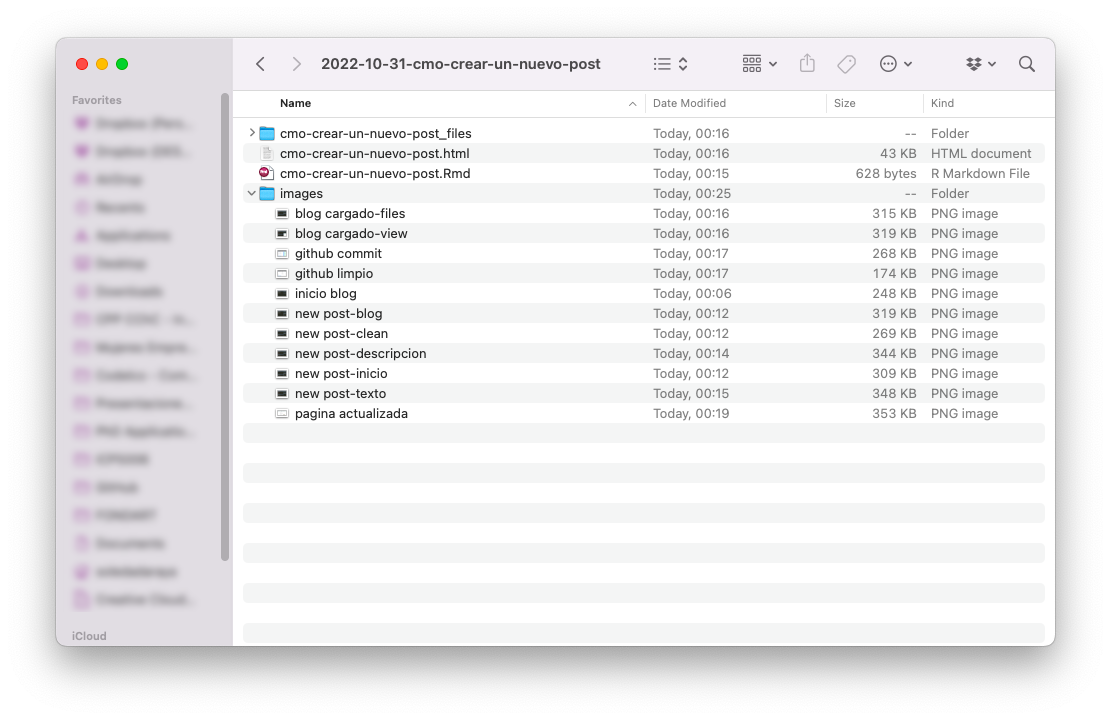 2022-10-31-cmo-crear-un-nuevo-post
Favorites
iCloud
Name Date Modified Size Kind
cmo-crear-un-nuevo-post_files Today, 00:16 -- Folder
cmo-crear-un-nuevo-post.html Today, 00:16 43 KB HTML document
cmo-crear-un-nuevo-post.Rmd Today, 00:15 628 bytes R Markdown File
images Today, 00:25 -- Folder
blog cargado-files Today, 00:16 315 KB PNG image
blog cargado-view Today, 00:16 319 KB PNG image
github commit Today, 00:17 268 KB PNG image
github limpio Today, 00:17 174 KB PNG image
inicio blog Today, 00:06 248 KB PNG image
new post-blog Today, 00:12 319 KB PNG image
new post-clean Today, 00:12 269 KB PNG image
new post-descripcion Today, 00:14 344 KB PNG image
new post-inicio Today, 00:12 309 KB PNG image
new post-texto Today, 00:15 348 KB PNG image
pagina actualizada Today, 00:19 353 KB PNG image